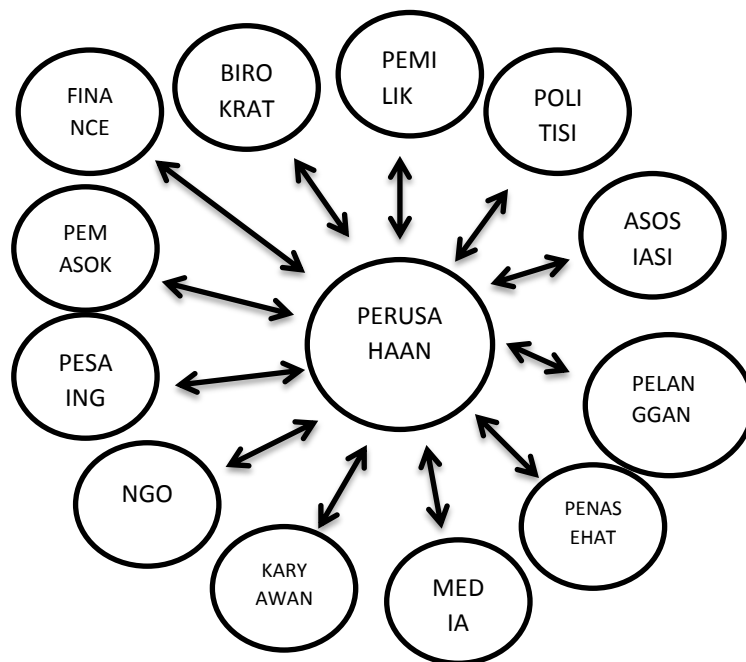 FINA
NCE
BIRO
KRAT
PEMI
LIK
POLI
TISI
ASOS
IASI
PEM
ASOK
PERUSA
HAAN
PESA
ING
PELAN
GGAN
NGO
PENAS
EHAT
KARY
AWAN
MED
IA